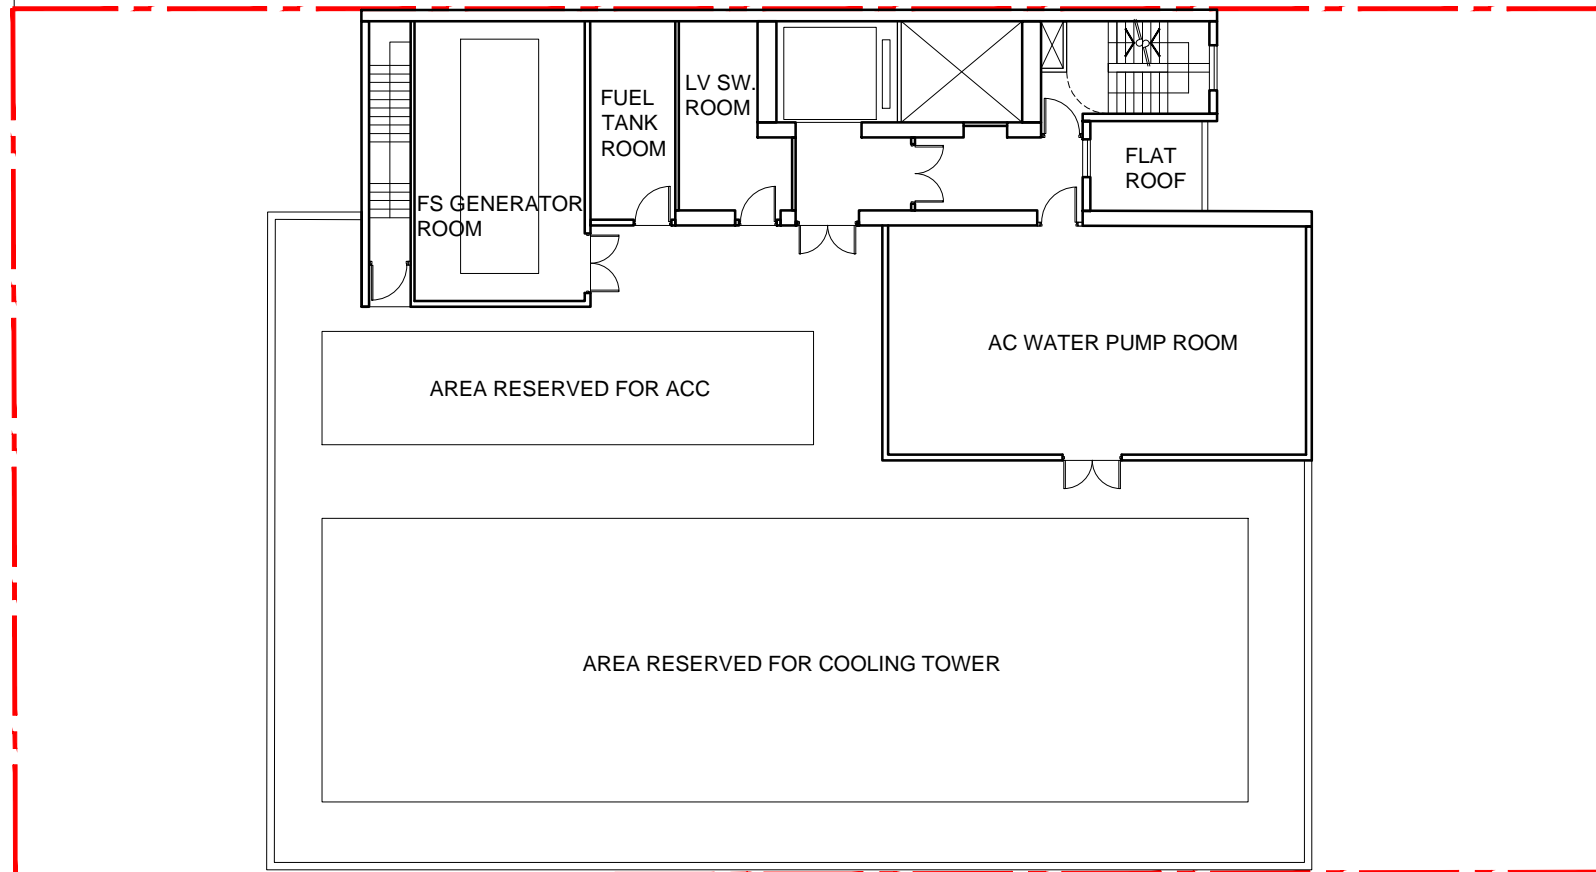 FUEL
TANK
ROOM
LV SW.
ROOM
FLAT
ROOF
FS GENERATOR
ROOM
AC WATER PUMP ROOM
AREA RESERVED FOR ACC
AREA RESERVED FOR COOLING TOWER